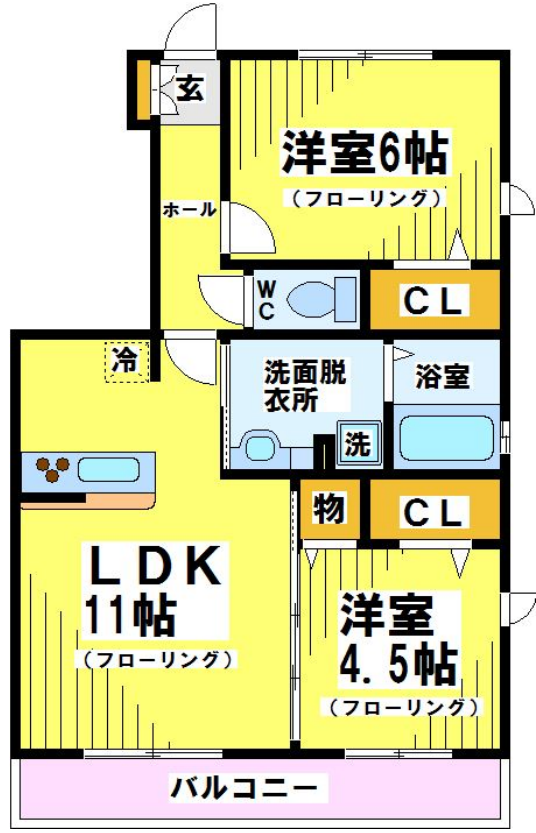 玄
洋室6帖
(フローリング)
ホール
WC
CL
冷
洗面脱
衣所
浴室
洗
物
CL
LDK
11帖
(フローリング)
洋室
4.5帖
(フローリング)
バルコニー